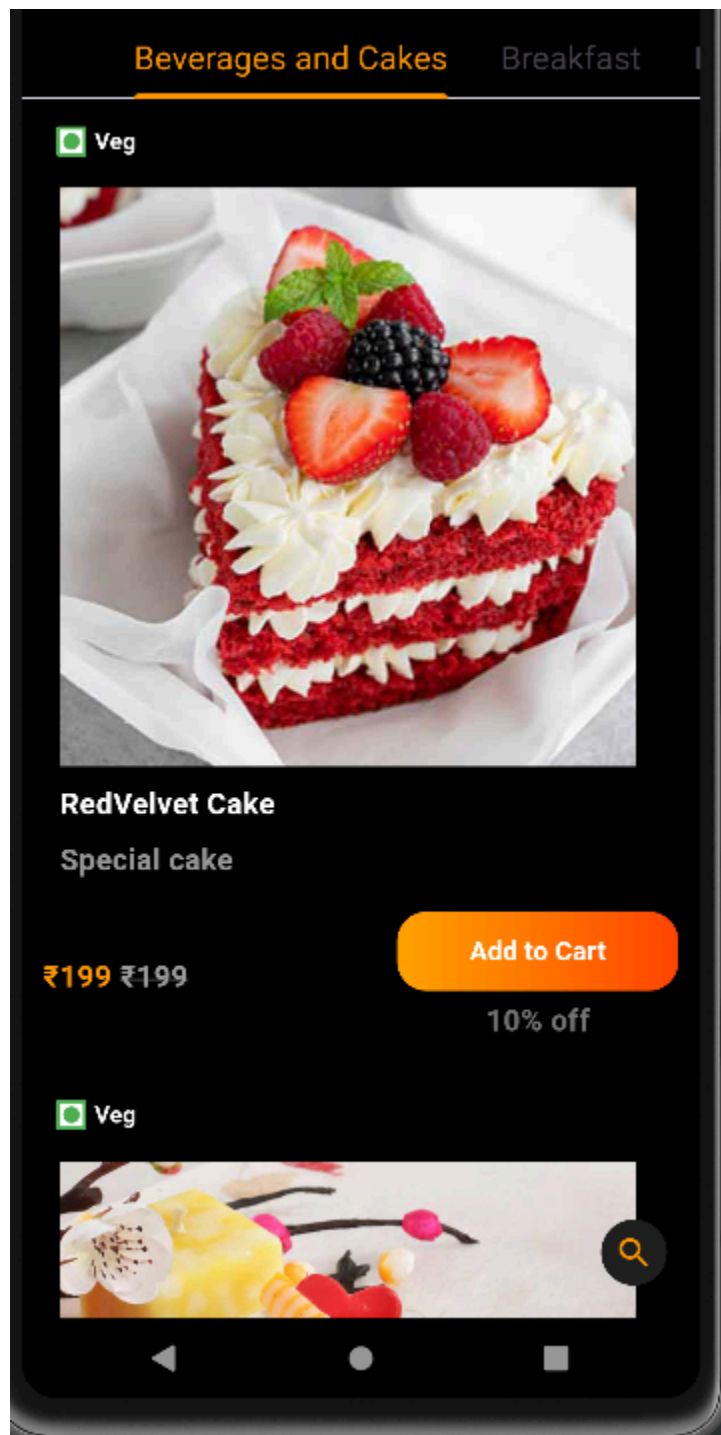 Beverages and Cakes Breakfast
Veg
RedVelvet Cake
Special cake
Add to Cart
₹199 ₹199
10% off
Veg